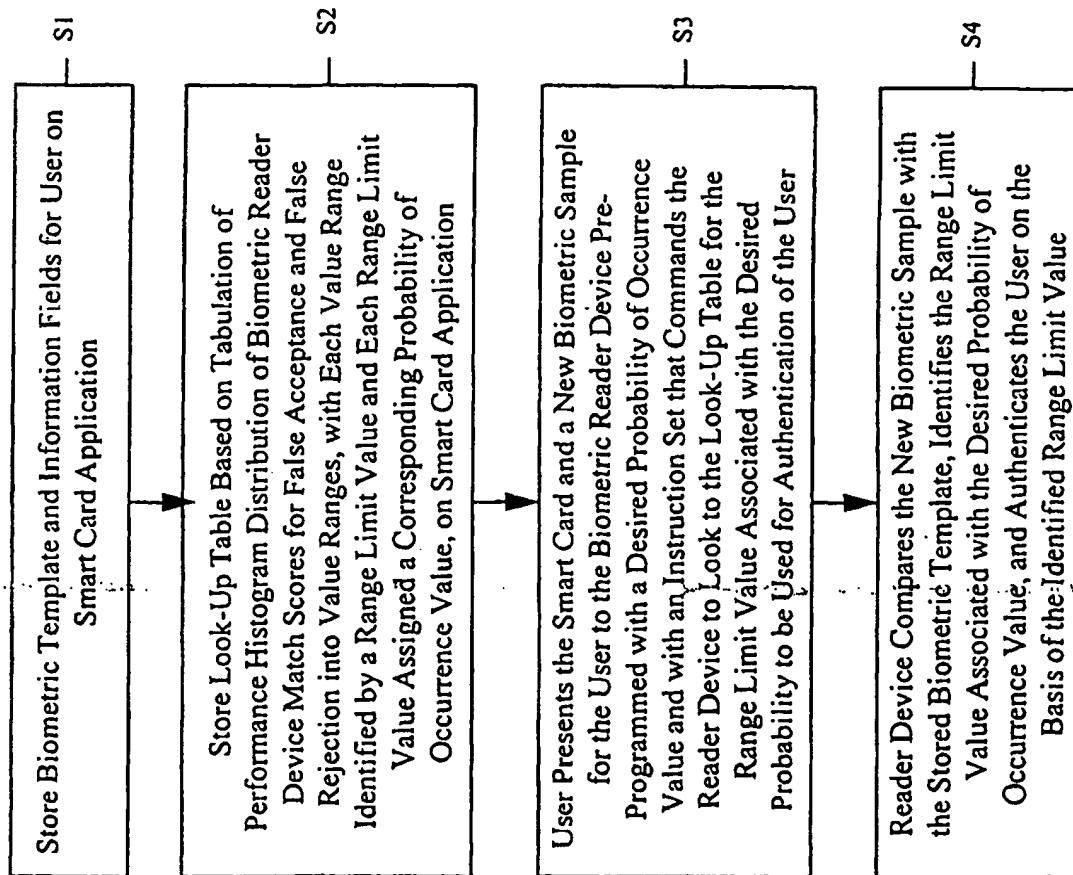 Store Biometric Template and Information Fields for User on
Smart Card Application
S1
Store Look-Up Table Based on Tabulation of
Performance Histogram Distribution of Biometric Reader
Device Match Scores for False Acceptance and False
Rejection into Value Ranges, with Each Value Range
Identified by a Range Limit Value and Each Range Limit
Value Assigned a Corresponding Probability of
Occurrence Value, on Smart Card Application
S2
User Presents the Smart Card and a New Biometric Sample
for the User to the Biometric Reader Device Pre-
Programmed with a Desired Probability of Occurrence
Value and with an Instruction Set that Commands the
Reader Device to Look to the Look-Up Table for the
Range Limit Value Associated with the Desired
Probability to be Used for Authentication of the User
S3
Reader Device Compares the New Biometric Sample with
the Stored Biometric Template, Identifies the Range Limit
Value Associated with the Desired Probability of
Occurrence Value, and Authenticates the User on the
Basis of the Identified Range Limit Value
S4